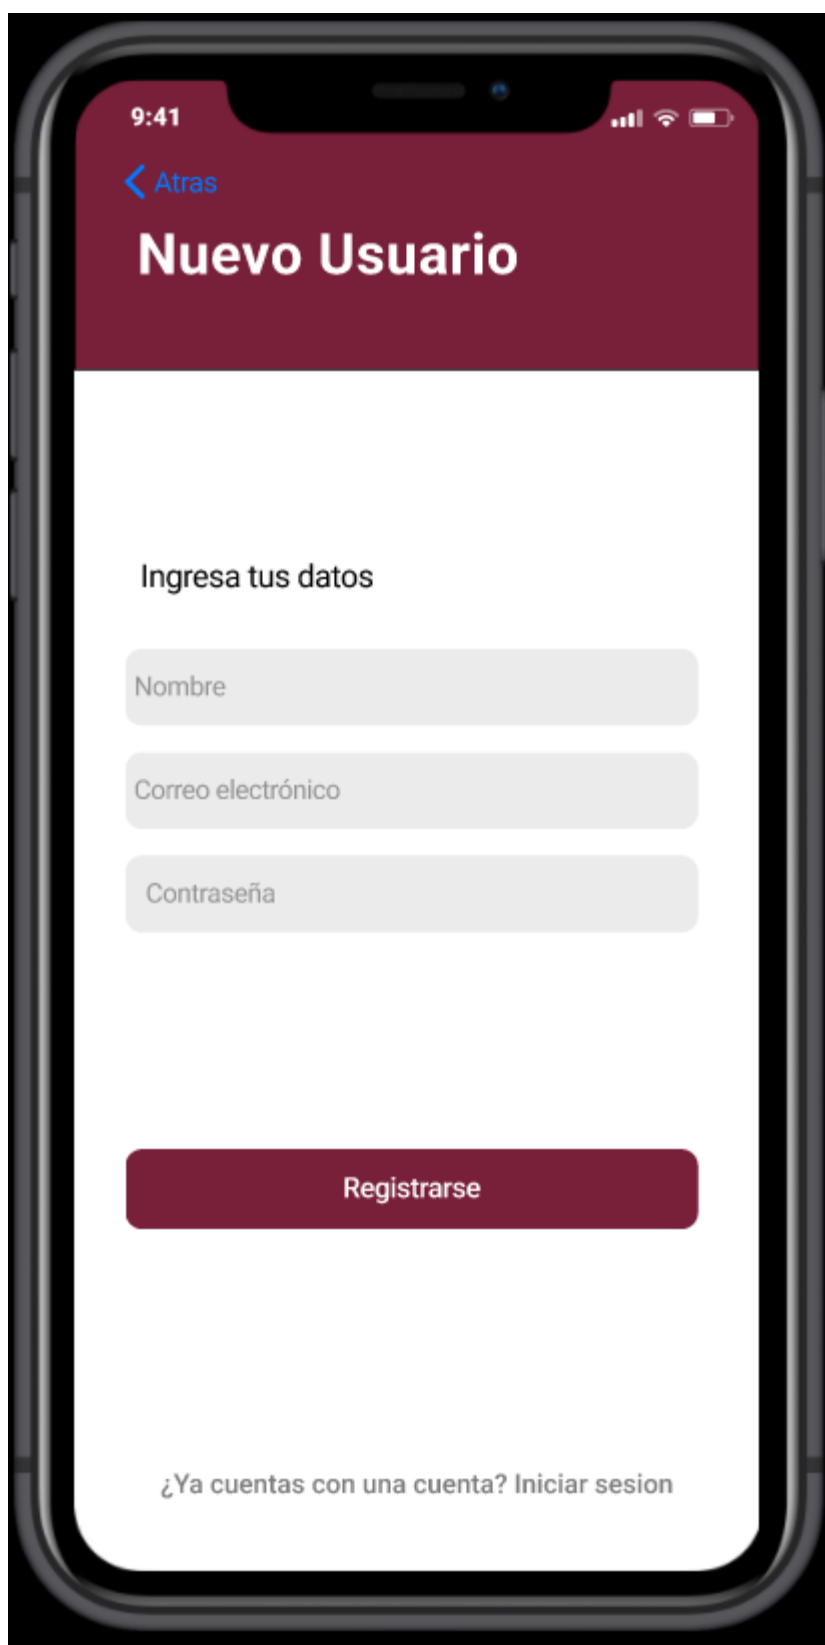 9:41
Atras
Nuevo Usuario
Ingresa tus datos
Nombre
Correo electrónico
Contraseña
Registrarse
¿Ya cuentas con una cuenta? Iniciar sesion